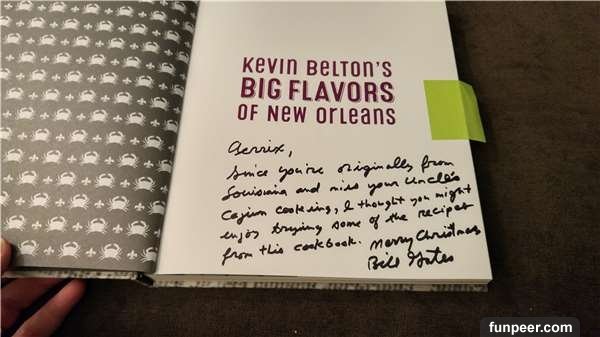 Kevin Belton's
BIG FLAVORS
OF New Orleans
Gerrix,
Since you're originally from
Louisiana and miss your Uncle's
Cajun cooking, I thought you might
enjoy trying some of the recipes
from this cookbook. Merry Christmas
Bill Gates
funpeer.com